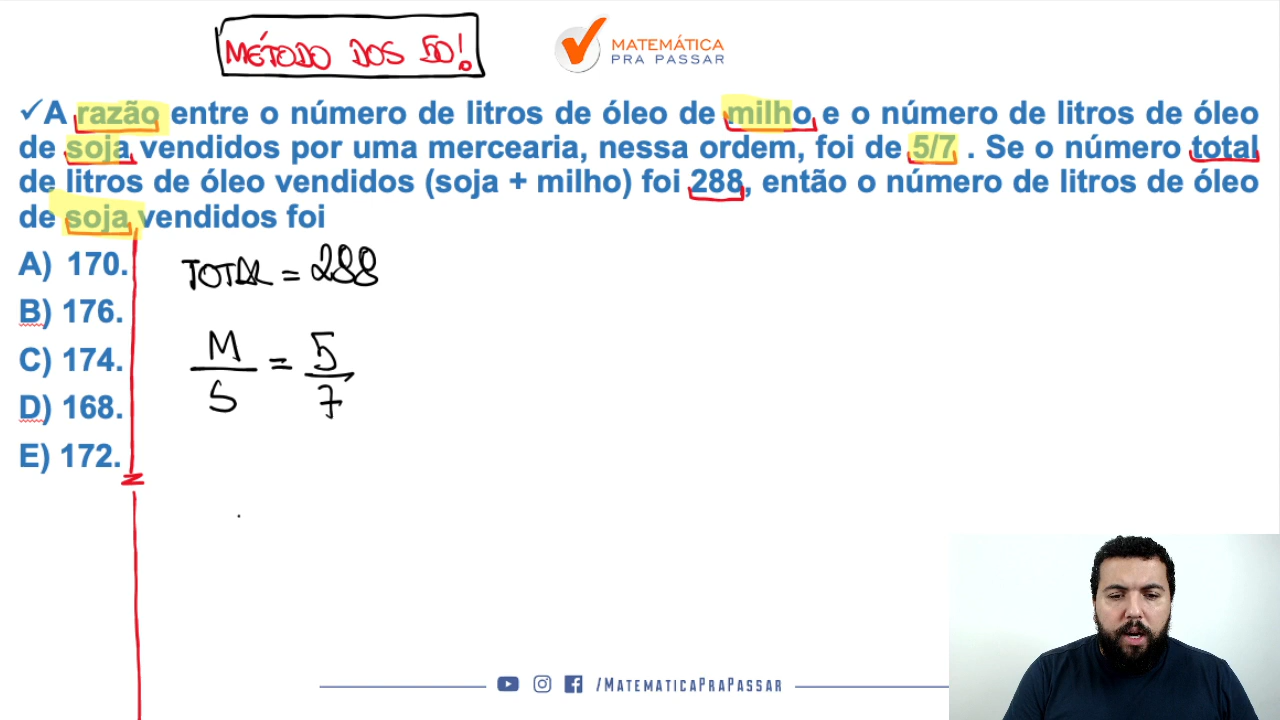 MÉTODO DOS 50!
MATEMÁTICA
PRA PASSAR
✓A razão entre o número de litros de óleo de milho e o número de litros de óleo
de soja vendidos por uma mercearia, nessa ordem, foi de 5/7 . Se o número total
de litros de óleo vendidos (soja + milho) foi 288, então o número de litros de óleo
de soja vendidos foi
A) 170.
B) 176.
C) 174.
D) 168.
E) 172.
TOTAL = 288
M/S = 5/7
/MATEMATICAPRAPASSAR